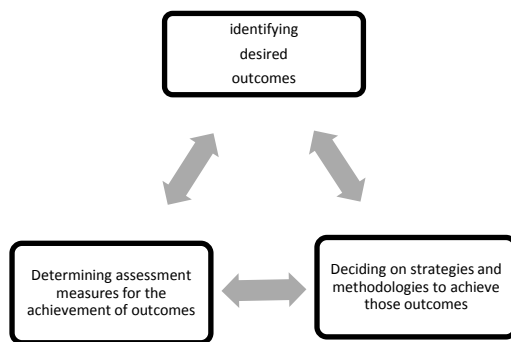 identifying
desired
outcomes
Determining assessment
measures for the
achievement of outcomes
Deciding on strategies and
methodologies to achieve
those outcomes